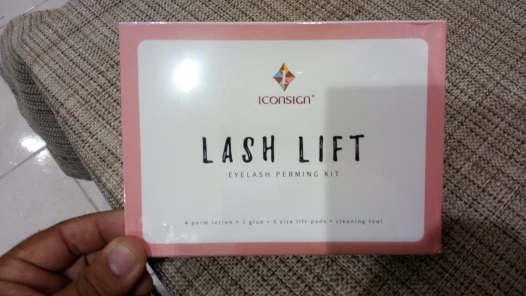 ICONSIGN®
LASH LIFT
EYELASH PERMING KIT
4 perm lotion + 1 glue + 5 size lift pads + cleaning tool